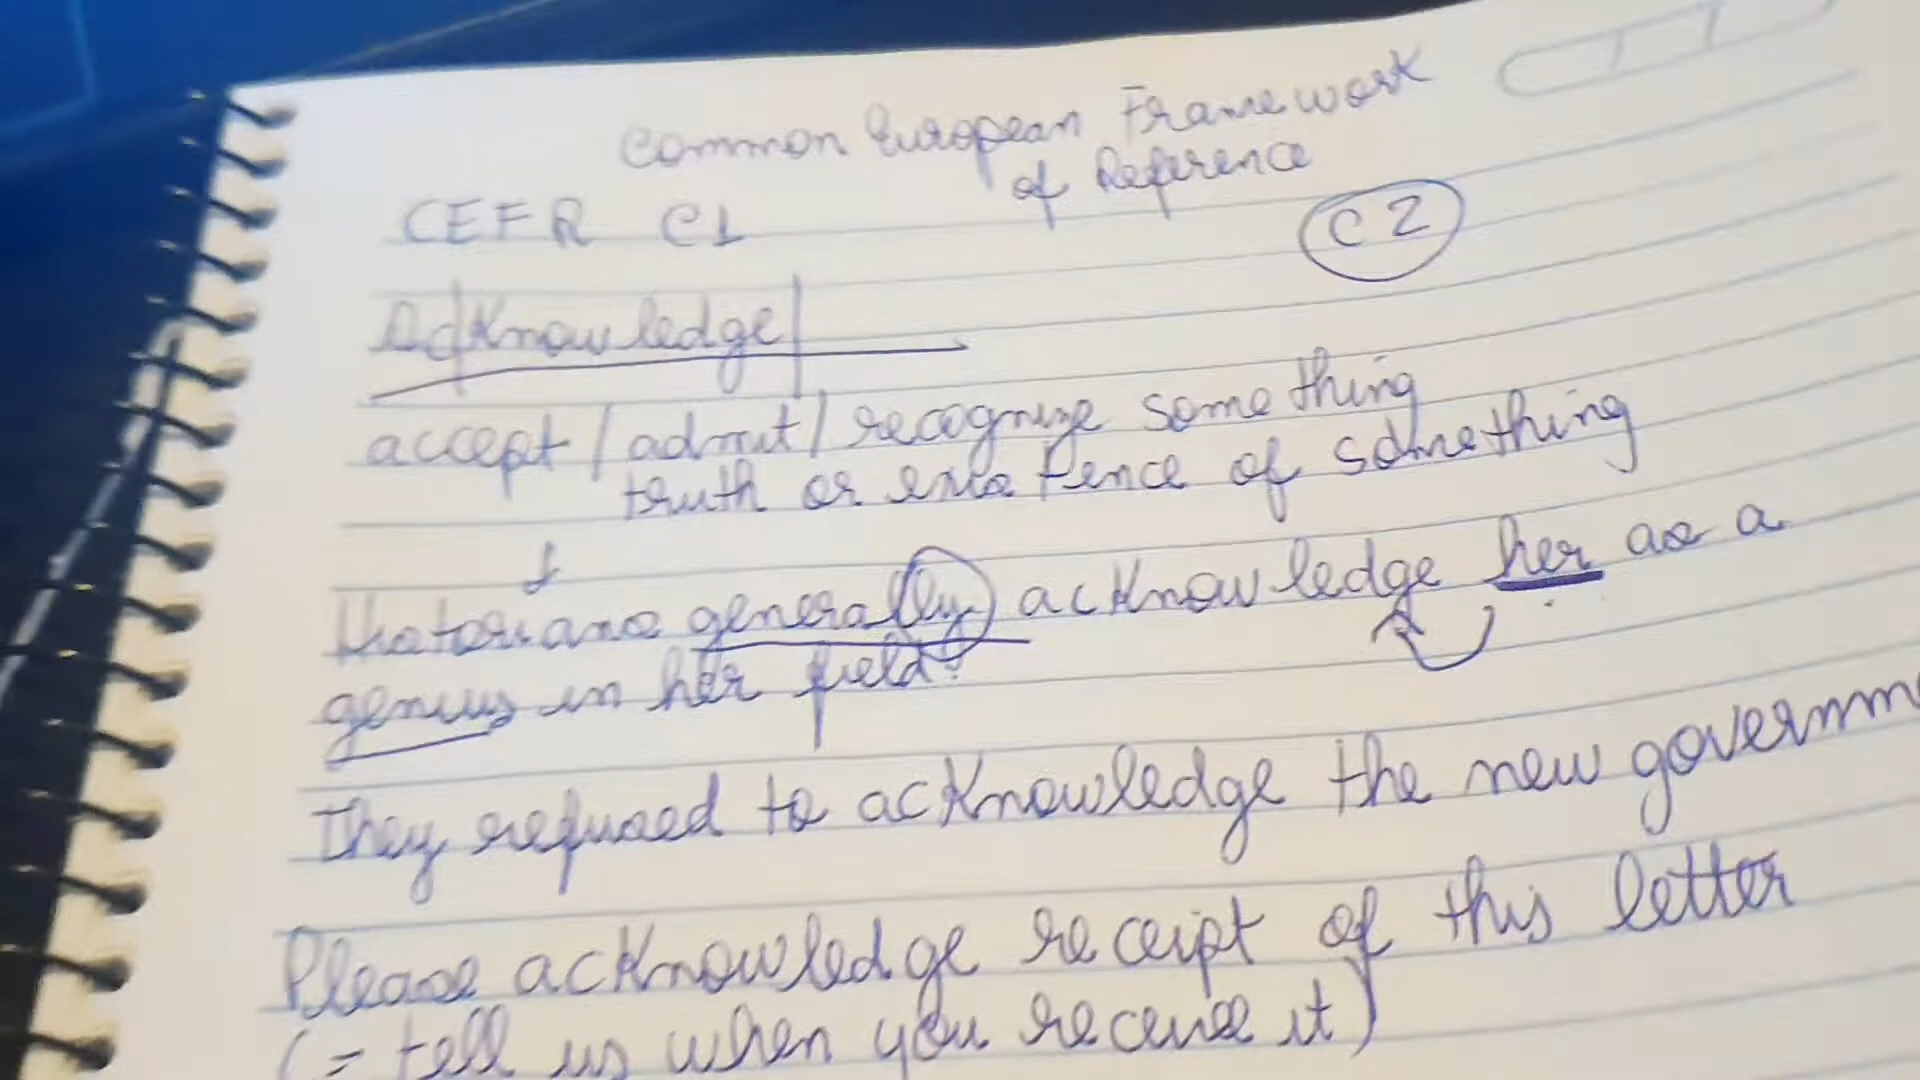 Common European Framework
of Reference
CEFR C1
C2
Acknowledge
accept / admit / recognize something
truth or existence of something
Historians generally acknowledge her as a
genius in her field.
They refused to acknowledge the new governm
Please acknowledge receipt of this letter
(= tell us when you receive it)